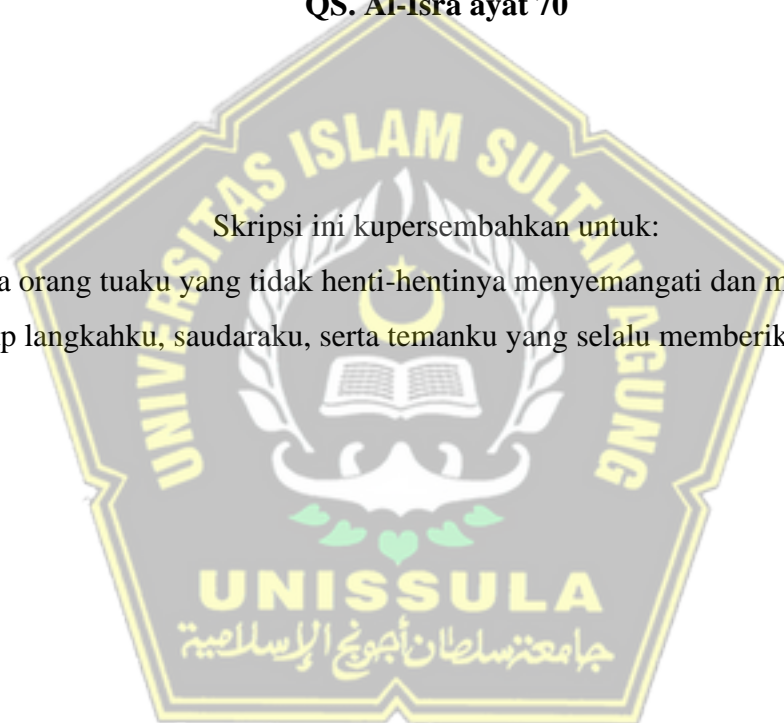 QS. Al-Isra ayat 70
Skripsi ini kupersembahkan untuk:
a orang tuaku yang tidak henti-hentinya menyemangati dan m
p langkahku, saudaraku, serta temanku yang selalu memberik
UNIVERSITAS ISLAM SULTAN AGUNG
UNISSULA
جامعة سلطان أجونج الإسلامية